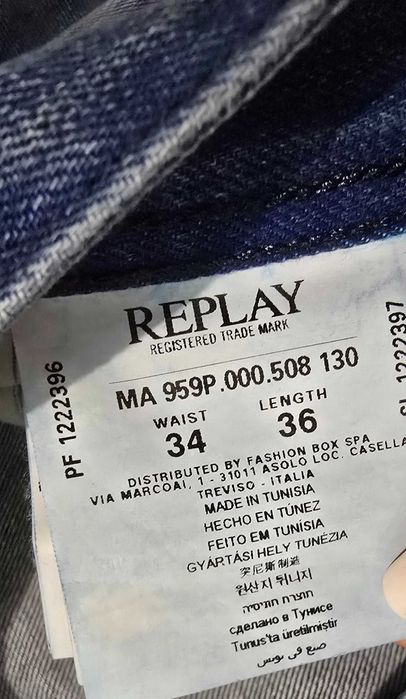 REPLAY
REGISTERED TRADE MARK
MA 959P.000.508 130
WAIST LENGTH
34 36
DISTRIBUTED BY FASHION BOX SPA
VIA MARCOAI, 1 - 31011 ASOLO LOC. CASELLA
TREVISO - ITALIA
MADE IN TUNISIA
HECHO EN TÚNEZ
FEITO EM TUNÍSIA
GYÁRTÁSI HELY TUNÉZIA
突尼斯制造
원산지 튀니지
תוצרת תוניסיה
сделано в Тунисе
Tunus'ta üretilmiştir
صنع في تونس
PF 1222396
1222397